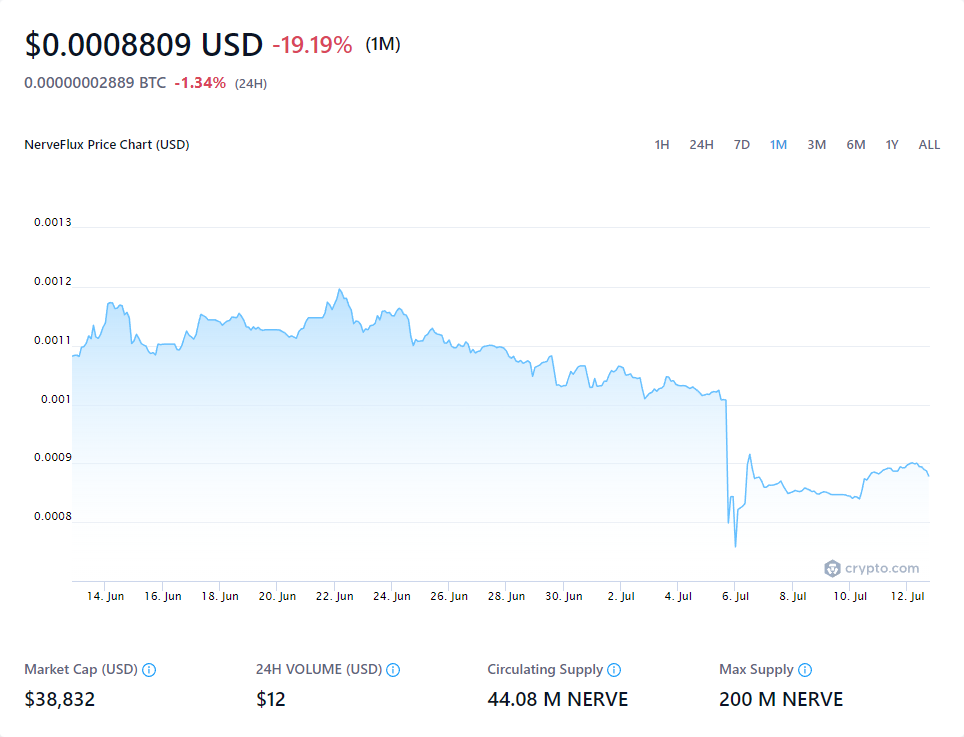 $0.0008809 USD -19.19% (1M)
0.00000002889 BTC -1.34% (24H)
NerveFlux Price Chart (USD) 1H 24H 7D 1M 3M 6M 1Y ALL
0.0013
0.0012
0.0011
0.001
0.0009
0.0008
crypto.com
14. Jun 16. Jun 18. Jun 20. Jun 22. Jun 24. Jun 26. Jun 28. Jun 30. Jun 2. Jul 4. Jul 6. Jul 8. Jul 10. Jul 12. Jul
Market Cap (USD) 24H VOLUME (USD) Circulating Supply Max Supply
$38,832 $12 44.08 M NERVE 200 M NERVE